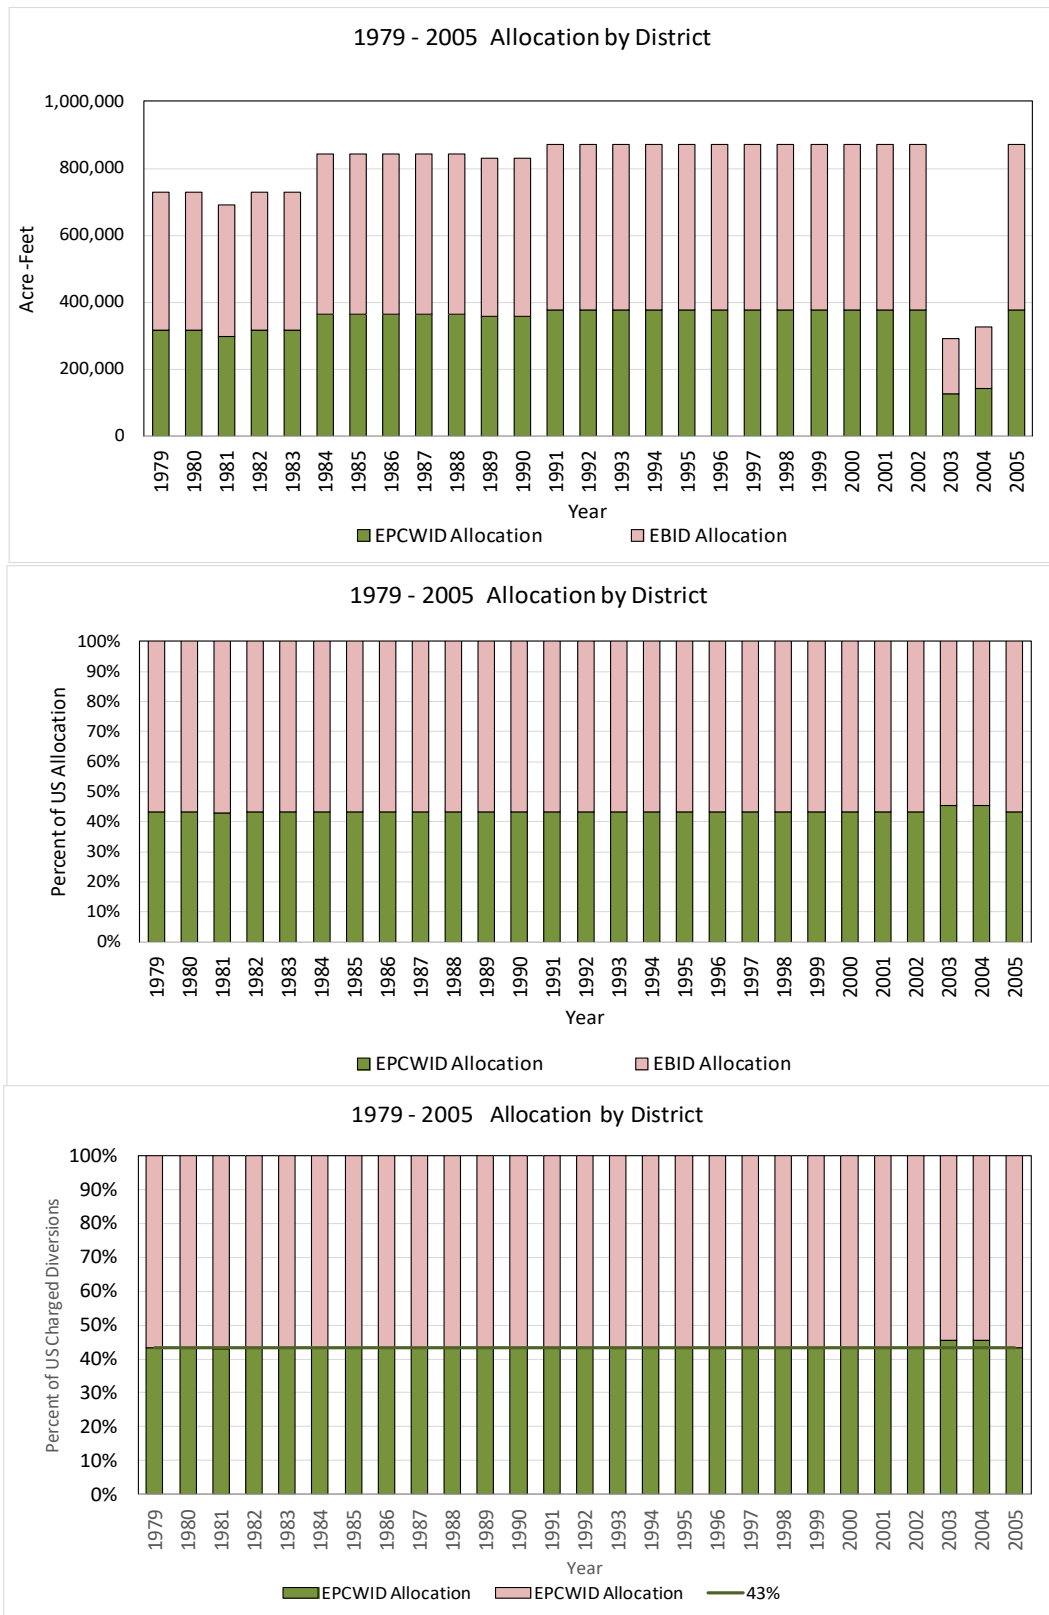 1979 - 2005 Allocation by District
1,000,000
800,000
600,000
400,000
200,000
0
Acre-Feet
1979 1980 1981 1982 1983 1984 1985 1986 1987 1988 1989 1990 1991 1992 1993 1994 1995 1996 1997 1998 1999 2000 2001 2002 2003 2004 2005
Year
EPCWID Allocation EBID Allocation
1979 - 2005 Allocation by District
100%
90%
80%
70%
60%
50%
40%
30%
20%
10%
0%
Percent of US Allocation
1979 1980 1981 1982 1983 1984 1985 1986 1987 1988 1989 1990 1991 1992 1993 1994 1995 1996 1997 1998 1999 2000 2001 2002 2003 2004 2005
Year
EPCWID Allocation EBID Allocation
1979 - 2005 Allocation by District
100%
90%
80%
70%
60%
50%
40%
30%
20%
10%
0%
Percent of US Charged Diversions
1979 1980 1981 1982 1983 1984 1985 1986 1987 1988 1989 1990 1991 1992 1993 1994 1995 1996 1997 1998 1999 2000 2001 2002 2003 2004 2005
Year
EPCWID Allocation EPCWID Allocation 43%